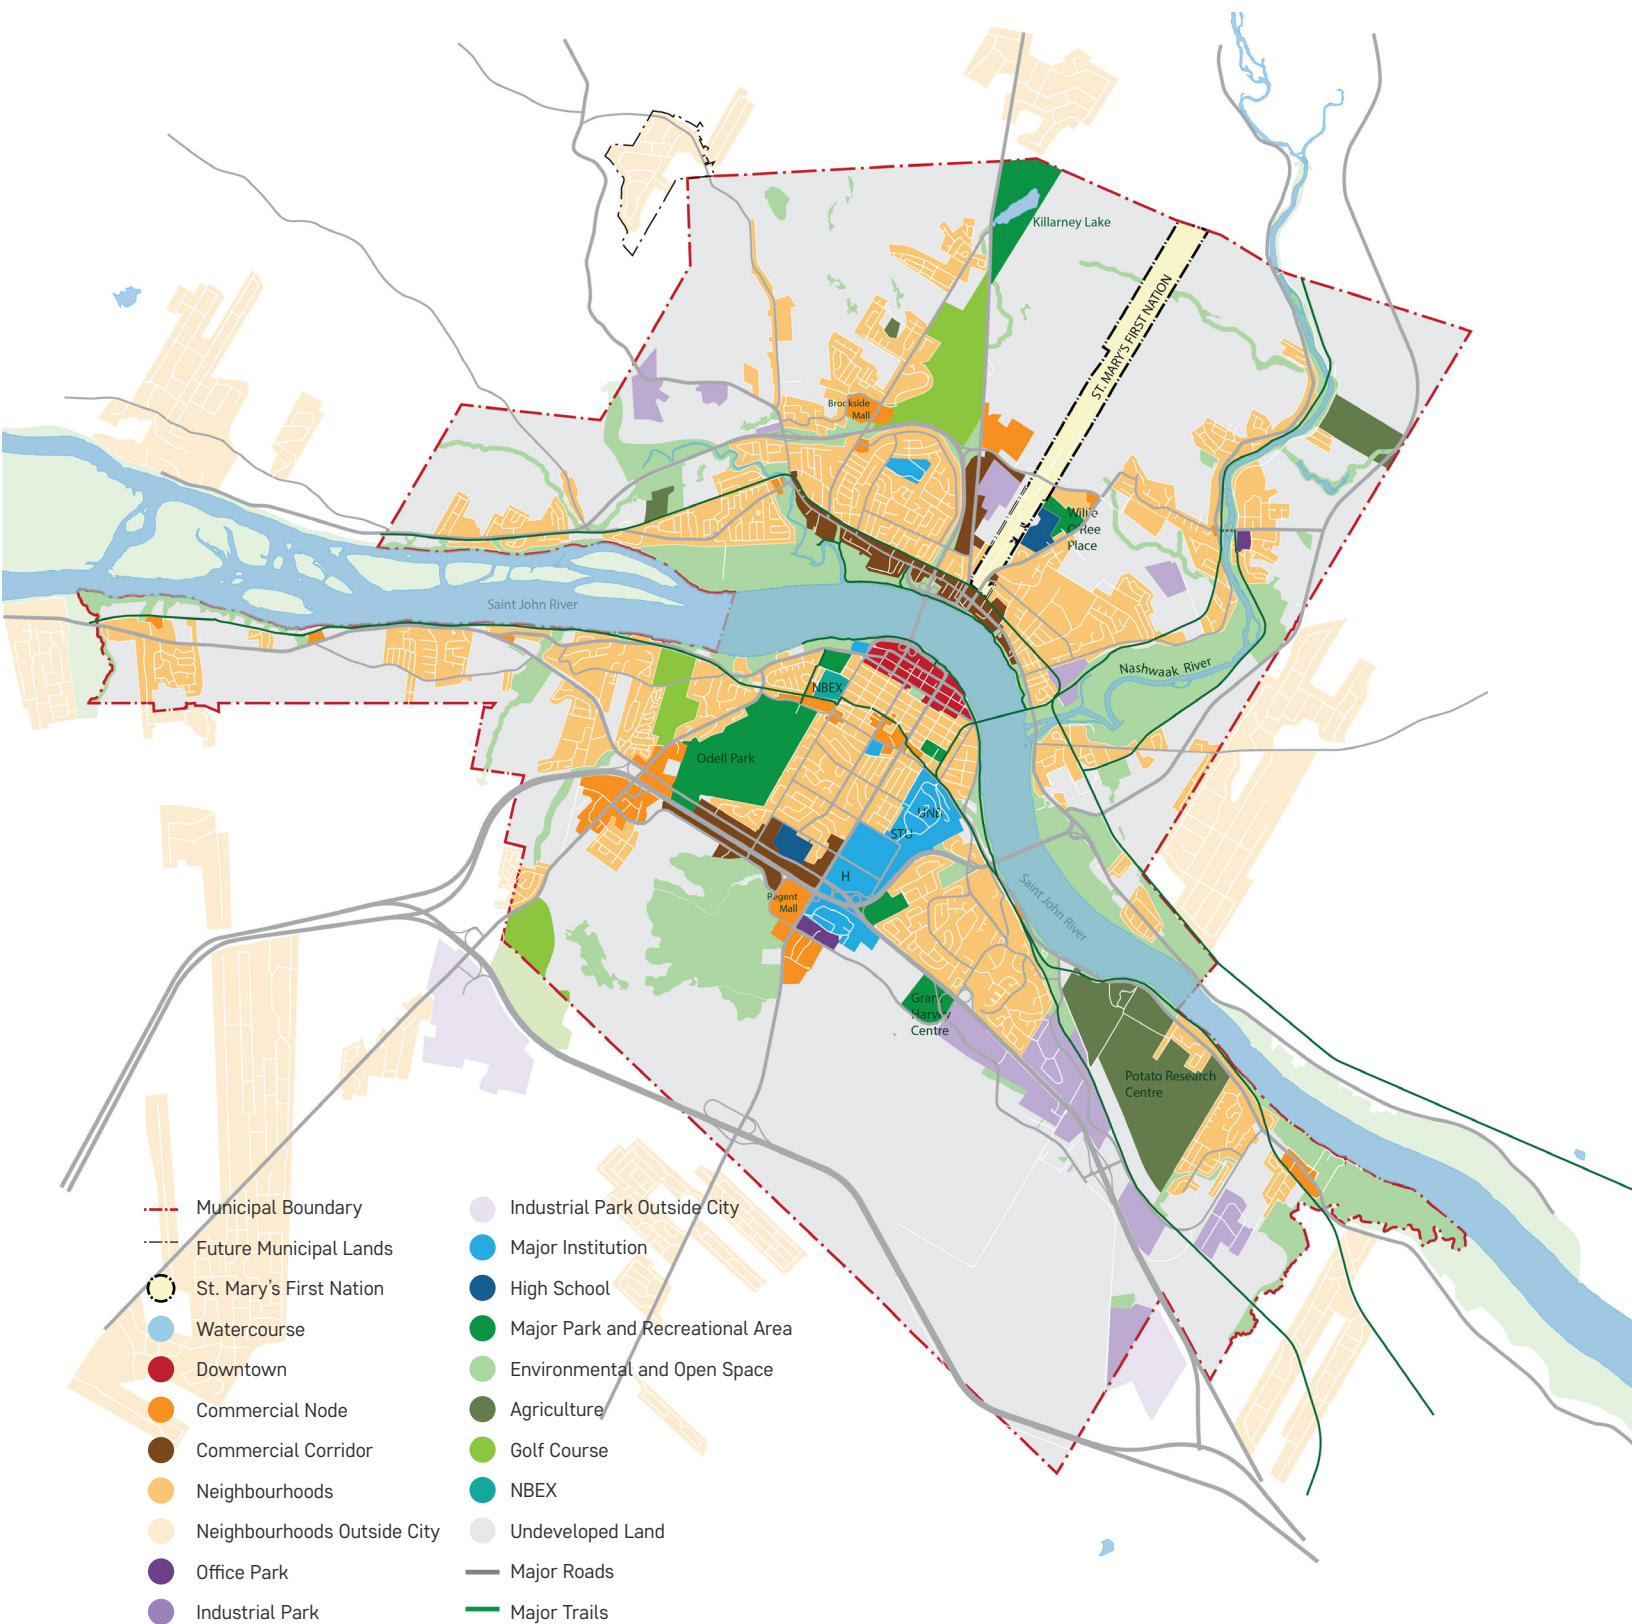 Killarney Lake
ST. MARY'S FIRST NATION
Brookside
Mall
Willie
O'Ree
Place
Saint John River
Nashwaak River
NBEX
Odell Park
UNB
STU
H
Regent
Mall
Saint John River
Grant
Harvey
Centre
Potato Research
Centre
Municipal Boundary
Future Municipal Lands
St. Mary's First Nation
Watercourse
Downtown
Commercial Node
Commercial Corridor
Neighbourhoods
Neighbourhoods Outside City
Office Park
Industrial Park
Industrial Park Outside City
Major Institution
High School
Major Park and Recreational Area
Environmental and Open Space
Agriculture
Golf Course
NBEX
Undeveloped Land
Major Roads
Major Trails